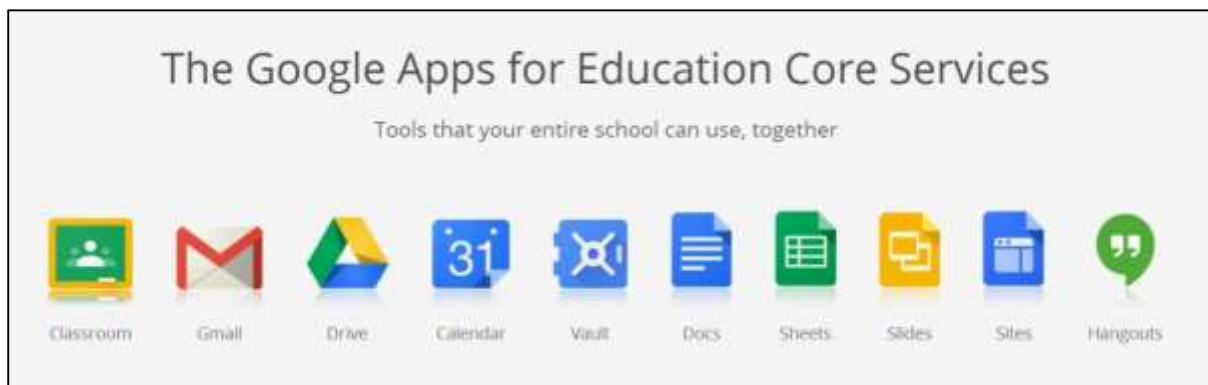 The Google Apps for Education Core Services
Tools that your entire school can use, together
31
Classroom Gmail Drive Calendar Vault Docs Sheets Slides Sites Hangouts